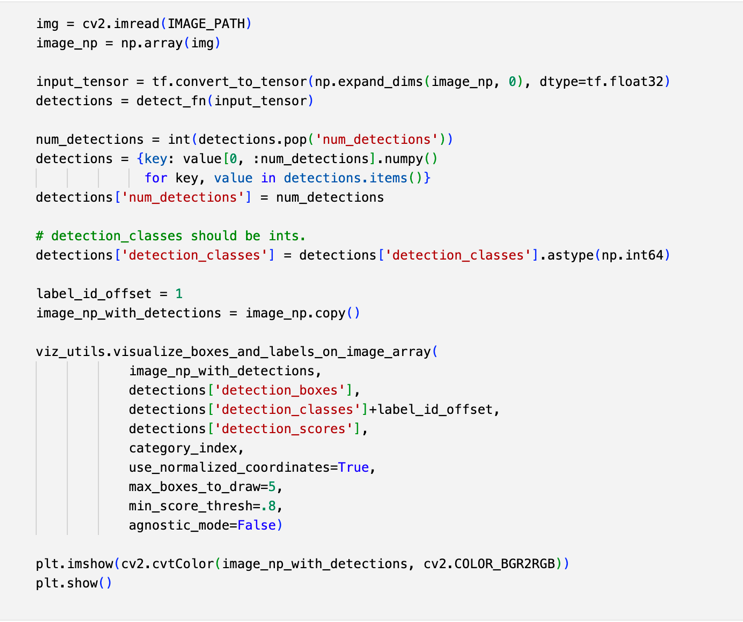 img = cv2.imread(IMAGE_PATH)
image_np = np.array(img)

input_tensor = tf.convert_to_tensor(np.expand_dims(image_np, 0), dtype=tf.float32)
detections = detect_fn(input_tensor)

num_detections = int(detections.pop('num_detections'))
detections = {key: value[0, :num_detections].numpy()
              for key, value in detections.items()}
detections['num_detections'] = num_detections

# detection_classes should be ints.
detections['detection_classes'] = detections['detection_classes'].astype(np.int64)

label_id_offset = 1
image_np_with_detections = image_np.copy()

viz_utils.visualize_boxes_and_labels_on_image_array(
            image_np_with_detections,
            detections['detection_boxes'],
            detections['detection_classes']+label_id_offset,
            detections['detection_scores'],
            category_index,
            use_normalized_coordinates=True,
            max_boxes_to_draw=5,
            min_score_thresh=.8,
            agnostic_mode=False)

plt.imshow(cv2.cvtColor(image_np_with_detections, cv2.COLOR_BGR2RGB))
plt.show()